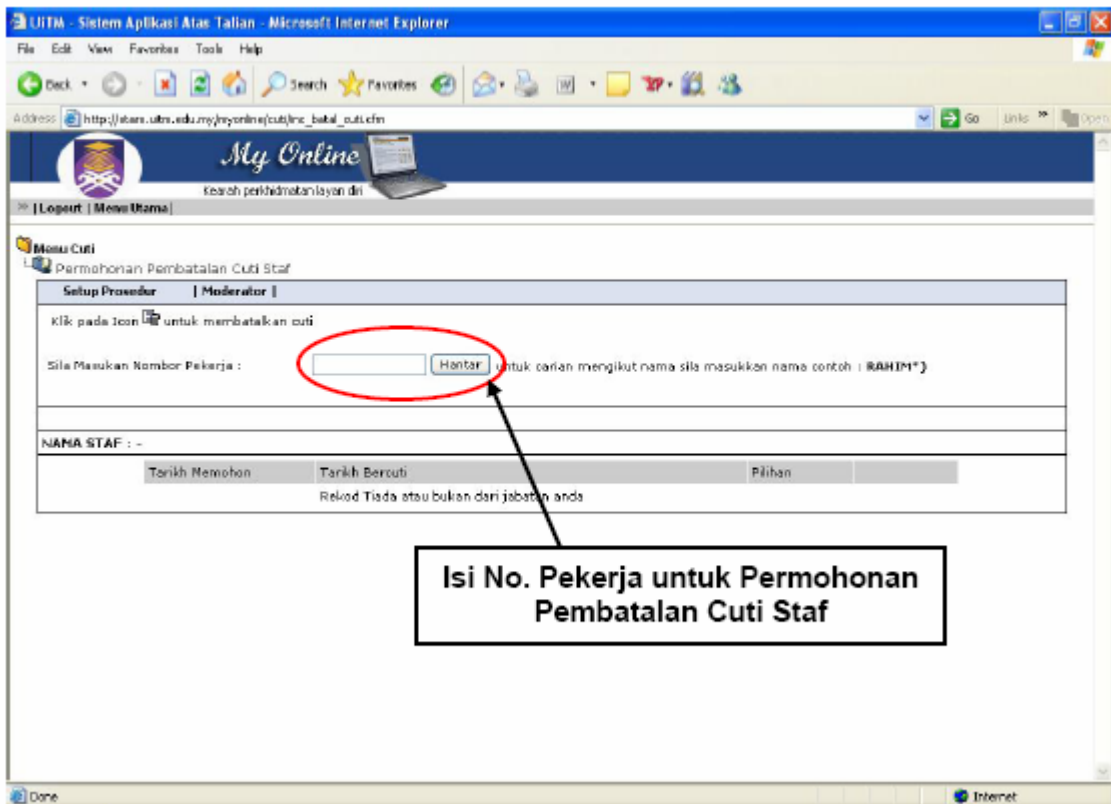 UiTM - Sistem Aplikasi Atas Talian - Microsoft Internet Explorer
File Edit View Favorites Tools Help
Back Search Favorites
Address http://stars.uitm.edu.my/myonline/cuti/inc_batal_cuti.cfm Go Links Open
My Online
Kearah perkhidmatan layan diri
» | Logout | Menu Utama |
Menu Cuti
Permohonan Pembatalan Cuti Staf
Setup Prosedur | Moderator |
Klik pada Icon untuk membatalkan cuti
Sila Masukan Nombor Pekerja : Hantar untuk carian mengikut nama sila masukkan nama contoh : RAHIM*)
NAMA STAF : -
Tarikh Memohon Tarikh Bercuti Pilihan
Rekod Tiada atau bukan dari jabatan anda
Isi No. Pekerja untuk Permohonan
Pembatalan Cuti Staf
Done Internet